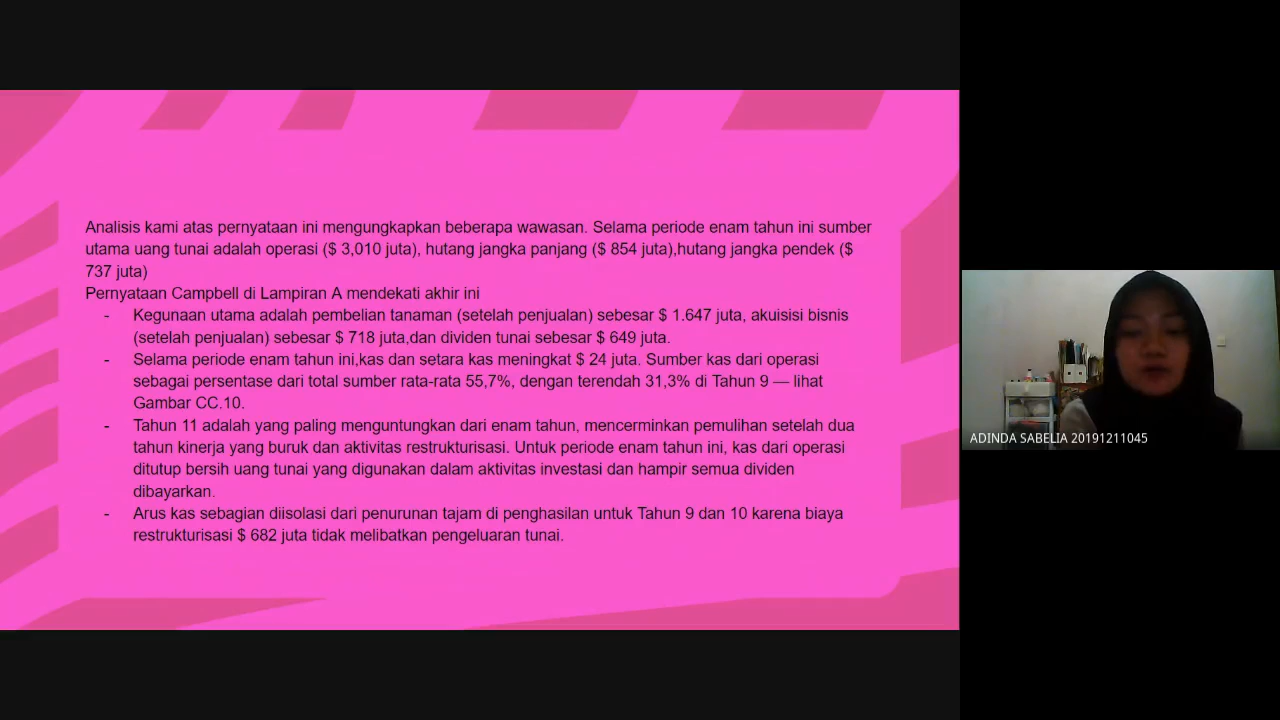 Analisis kami atas pernyataan ini mengungkapkan beberapa wawasan. Selama periode enam tahun ini sumber
utama uang tunai adalah operasi ($ 3,010 juta), hutang jangka panjang ($ 854 juta),hutang jangka pendek ($
737 juta)
Pernyataan Campbell di Lampiran A mendekati akhir ini
- Kegunaan utama adalah pembelian tanaman (setelah penjualan) sebesar $ 1.647 juta, akuisisi bisnis
(setelah penjualan) sebesar $ 718 juta,dan dividen tunai sebesar $ 649 juta.
- Selama periode enam tahun ini,kas dan setara kas meningkat $ 24 juta. Sumber kas dari operasi
sebagai persentase dari total sumber rata-rata 55,7%, dengan terendah 31,3% di Tahun 9 — lihat
Gambar CC.10.
- Tahun 11 adalah yang paling menguntungkan dari enam tahun, mencerminkan pemulihan setelah dua
tahun kinerja yang buruk dan aktivitas restrukturisasi. Untuk periode enam tahun ini, kas dari operasi
ditutup bersih uang tunai yang digunakan dalam aktivitas investasi dan hampir semua dividen
dibayarkan.
- Arus kas sebagian diisolasi dari penurunan tajam di penghasilan untuk Tahun 9 dan 10 karena biaya
restrukturisasi $ 682 juta tidak melibatkan pengeluaran tunai.
ADINDA SABELIA 20191211045